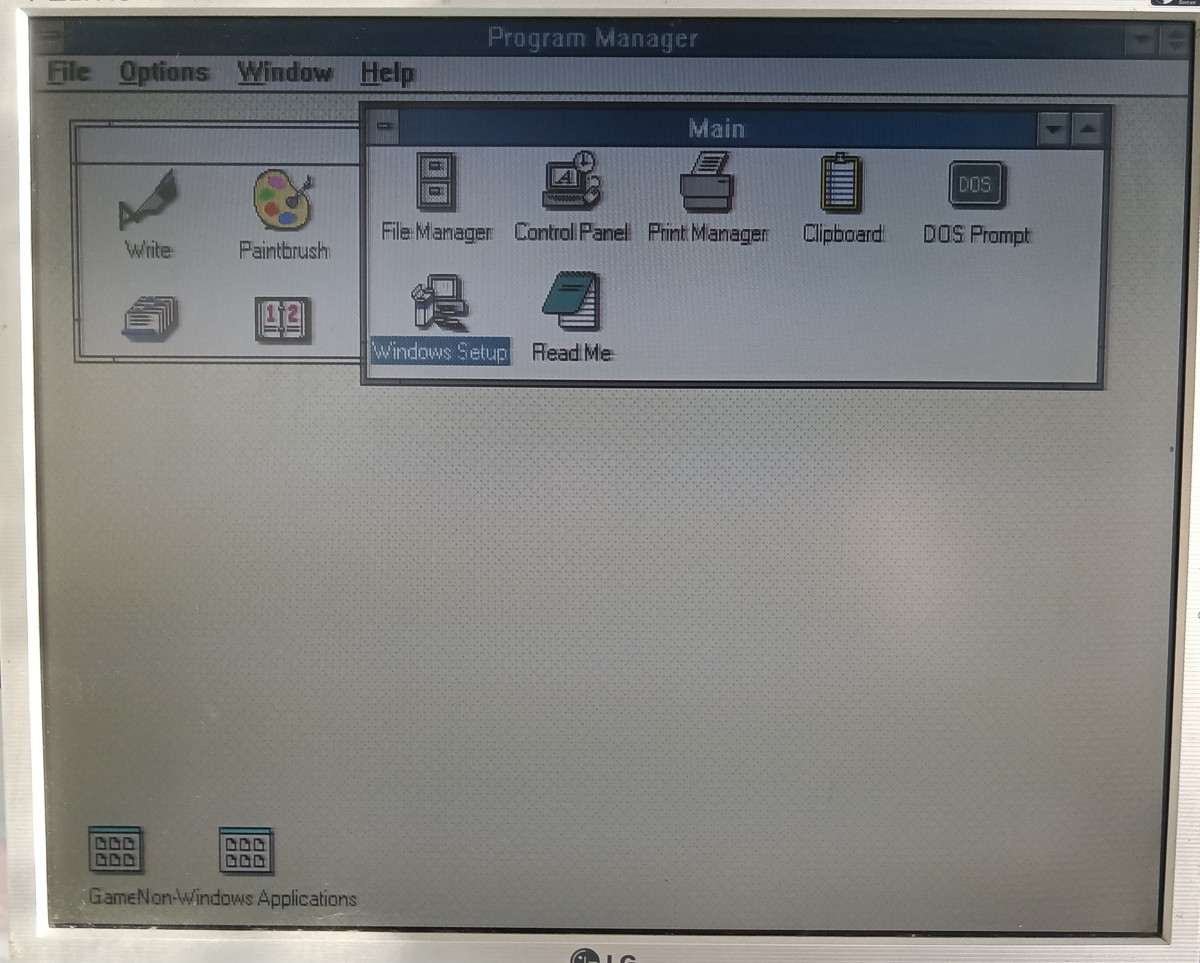 Program Manager
File Options Window Help
Main
File Manager Control Panel Print Manager Clipboard DOS Prompt
DOS
A
Write Paintbrush
12
Windows Setup Read Me
GameNon-Windows Applications
LG